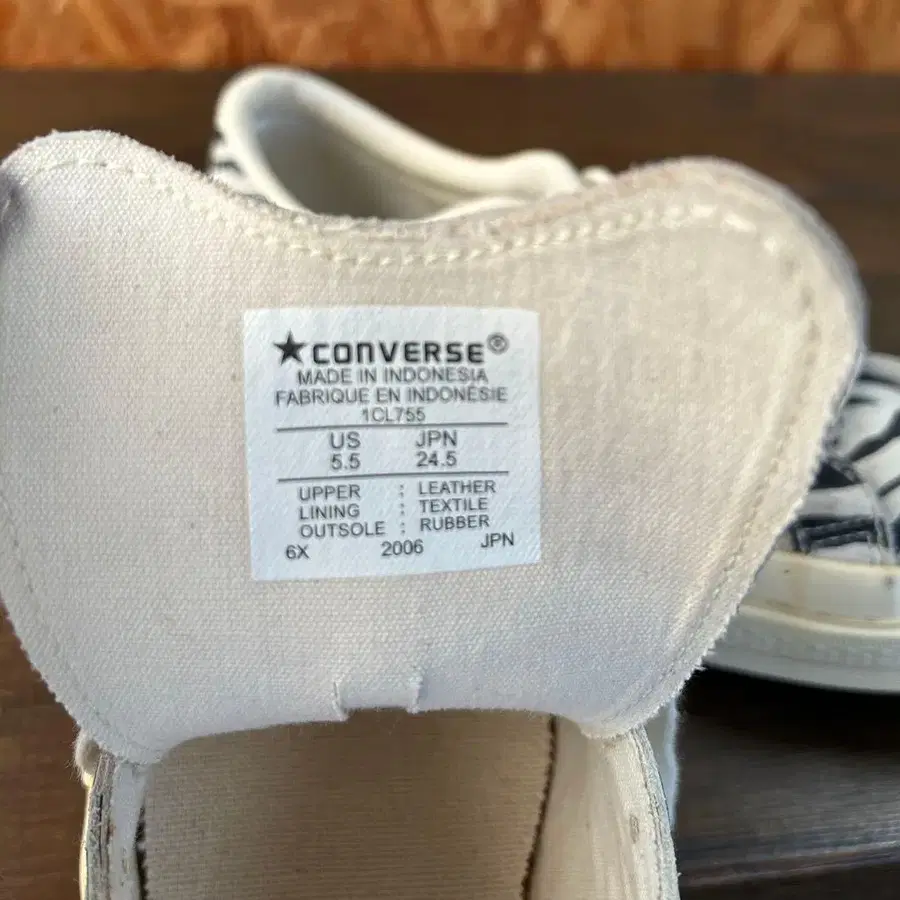 ★CONVERSE®
MADE IN INDONESIA
FABRIQUE EN INDONÉSIE
1CL755
US JPN
5.5 24.5
UPPER : LEATHER
LINING : TEXTILE
OUTSOLE : RUBBER
6X 2006 JPN